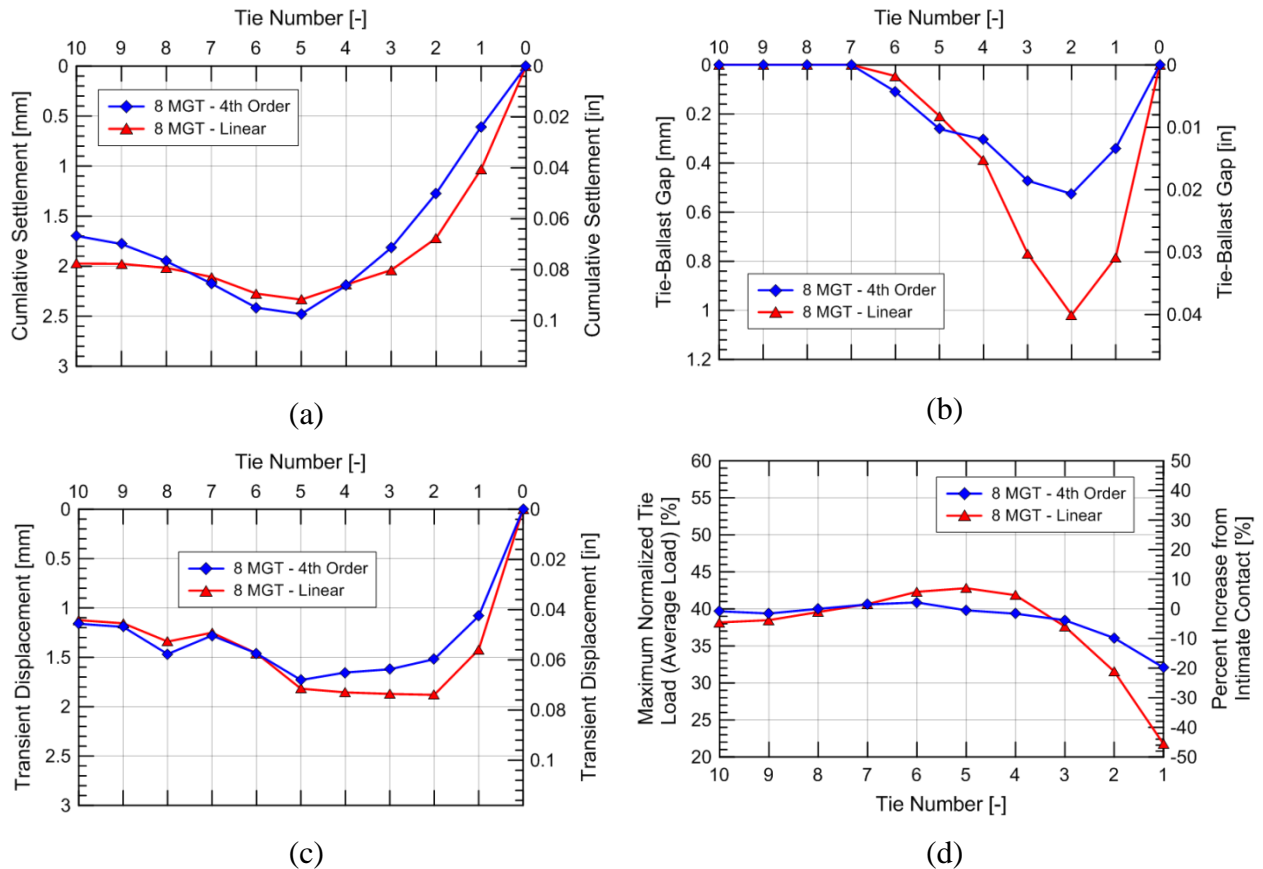 Tie Number [-]
10 9 8 7 6 5 4 3 2 1 0
Cumulative Settlement [mm]
0
0.5
1
1.5
2
2.5
3
8 MGT - 4th Order
8 MGT - Linear
0
0.02
0.04
0.06
0.08
0.1
Cumulative Settlement [in]
(a)
Tie Number [-]
10 9 8 7 6 5 4 3 2 1 0
Tie-Ballast Gap [mm]
0
0.2
0.4
0.6
0.8
1
1.2
8 MGT - 4th Order
8 MGT - Linear
0
0.01
0.02
0.03
0.04
Tie-Ballast Gap [in]
(b)
Tie Number [-]
10 9 8 7 6 5 4 3 2 1 0
Transient Displacement [mm]
0
0.5
1
1.5
2
2.5
3
8 MGT - 4th Order
8 MGT - Linear
0
0.02
0.04
0.06
0.08
0.1
Transient Displacement [in]
(c)
Maximum Normalized Tie
Load (Average Load) [%]
60
55
50
45
40
35
30
25
20
8 MGT - 4th Order
8 MGT - Linear
50
40
30
20
10
0
-10
-20
-30
-40
-50
Percent Increase from
Intimate Contact [%]
10 9 8 7 6 5 4 3 2 1
Tie Number [-]
(d)